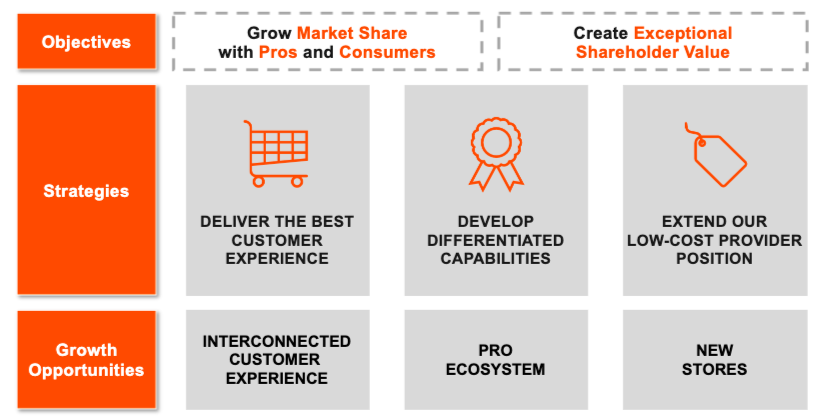 Objectives
Grow Market Share
with Pros and Consumers
Create Exceptional
Shareholder Value
Strategies
DELIVER THE BEST
CUSTOMER
EXPERIENCE
DEVELOP
DIFFERENTIATED
CAPABILITIES
EXTEND OUR
LOW-COST PROVIDER
POSITION
Growth
Opportunities
INTERCONNECTED
CUSTOMER
EXPERIENCE
PRO
ECOSYSTEM
NEW
STORES